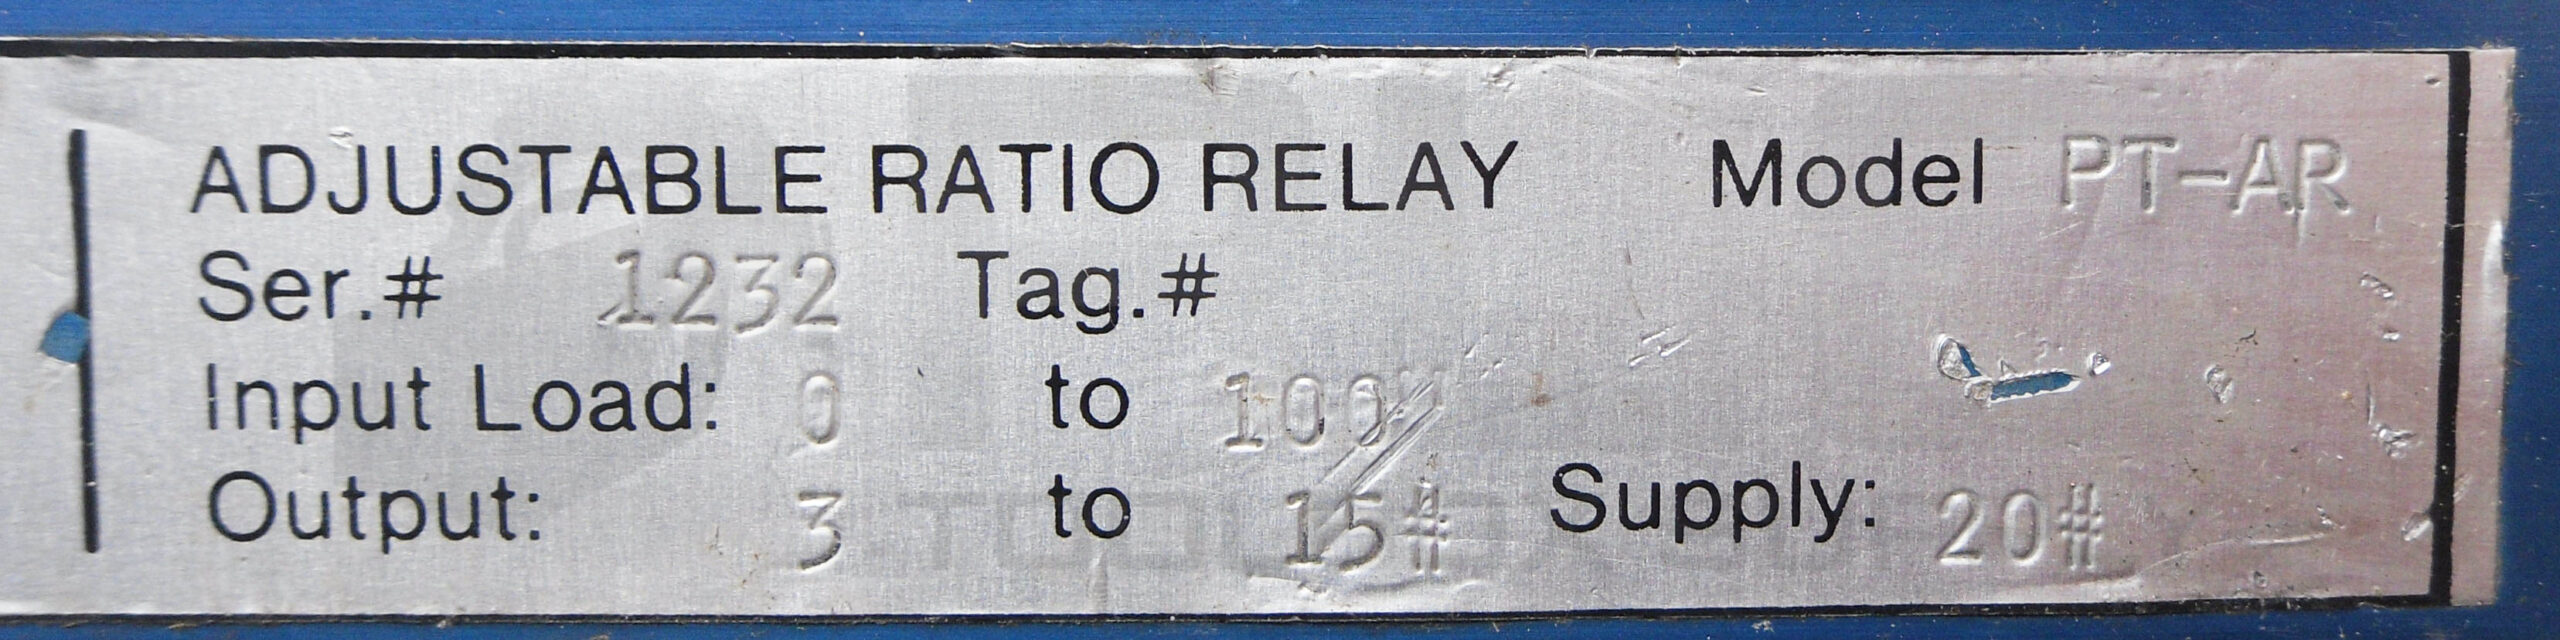 ADJUSTABLE RATIO RELAY Model PT-AR
Ser.# 1232 Tag.#
Input Load: 0 to 100"
Output: 3 to 15# Supply: 20#